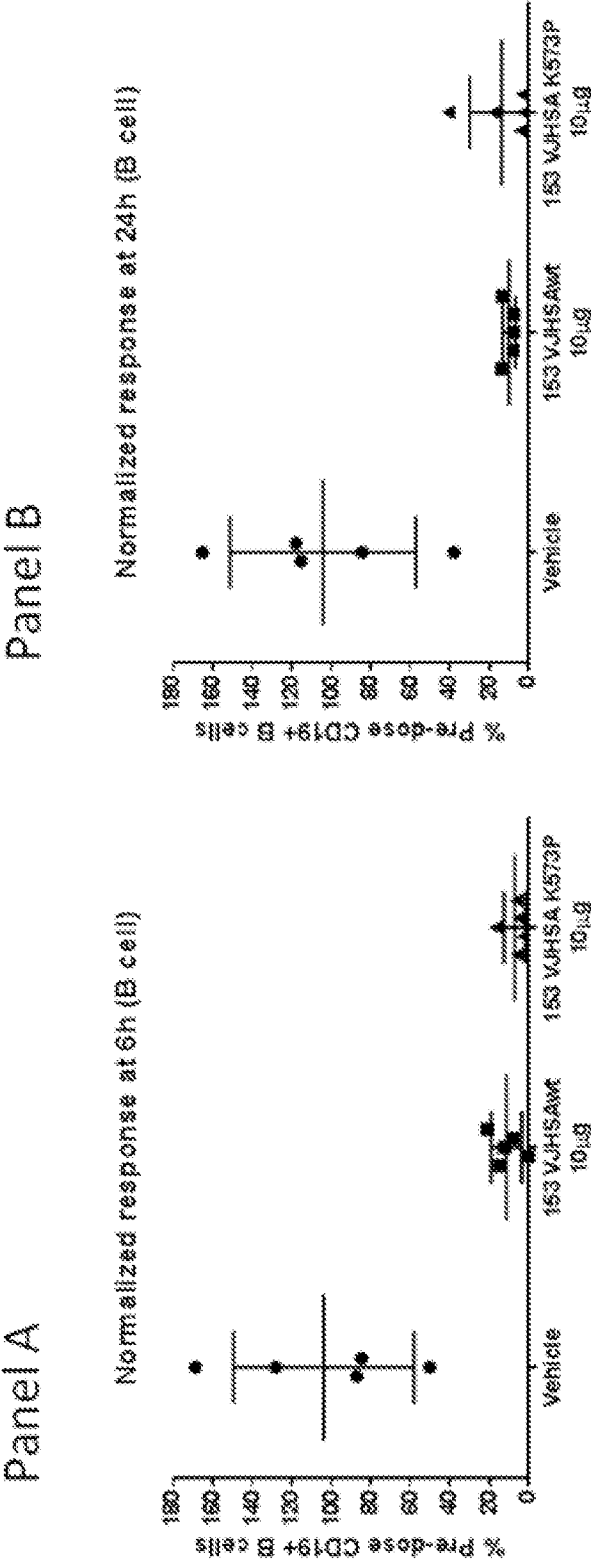 Panel A
Normalized response at 6h (B cell)
% Pre-dose CD19+ B cells
180
160
140
120
100
80
60
40
20
0
Vehicle
153 VJHSAwt
10µg
153 VJHSA K573P
10µg
Panel B
Normalized response at 24h (B cell)
% Pre-dose CD19+ B cells
180
160
140
120
100
80
60
40
20
0
Vehicle
153 VJHSAwt
10µg
153 VJHSA K573P
10µg